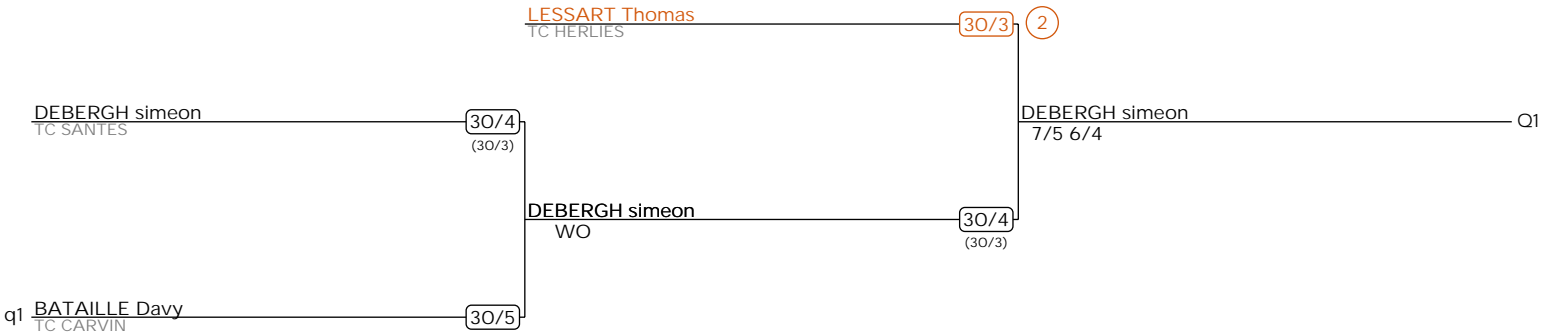 LESSART Thomas
TC HERLIES
30/3
2
DEBERGH simeon
TC SANTES
30/4
(30/3)
DEBERGH simeon
7/5 6/4
Q1
DEBERGH simeon
WO
30/4
(30/3)
q1 BATAILLE Davy
TC CARVIN
30/5